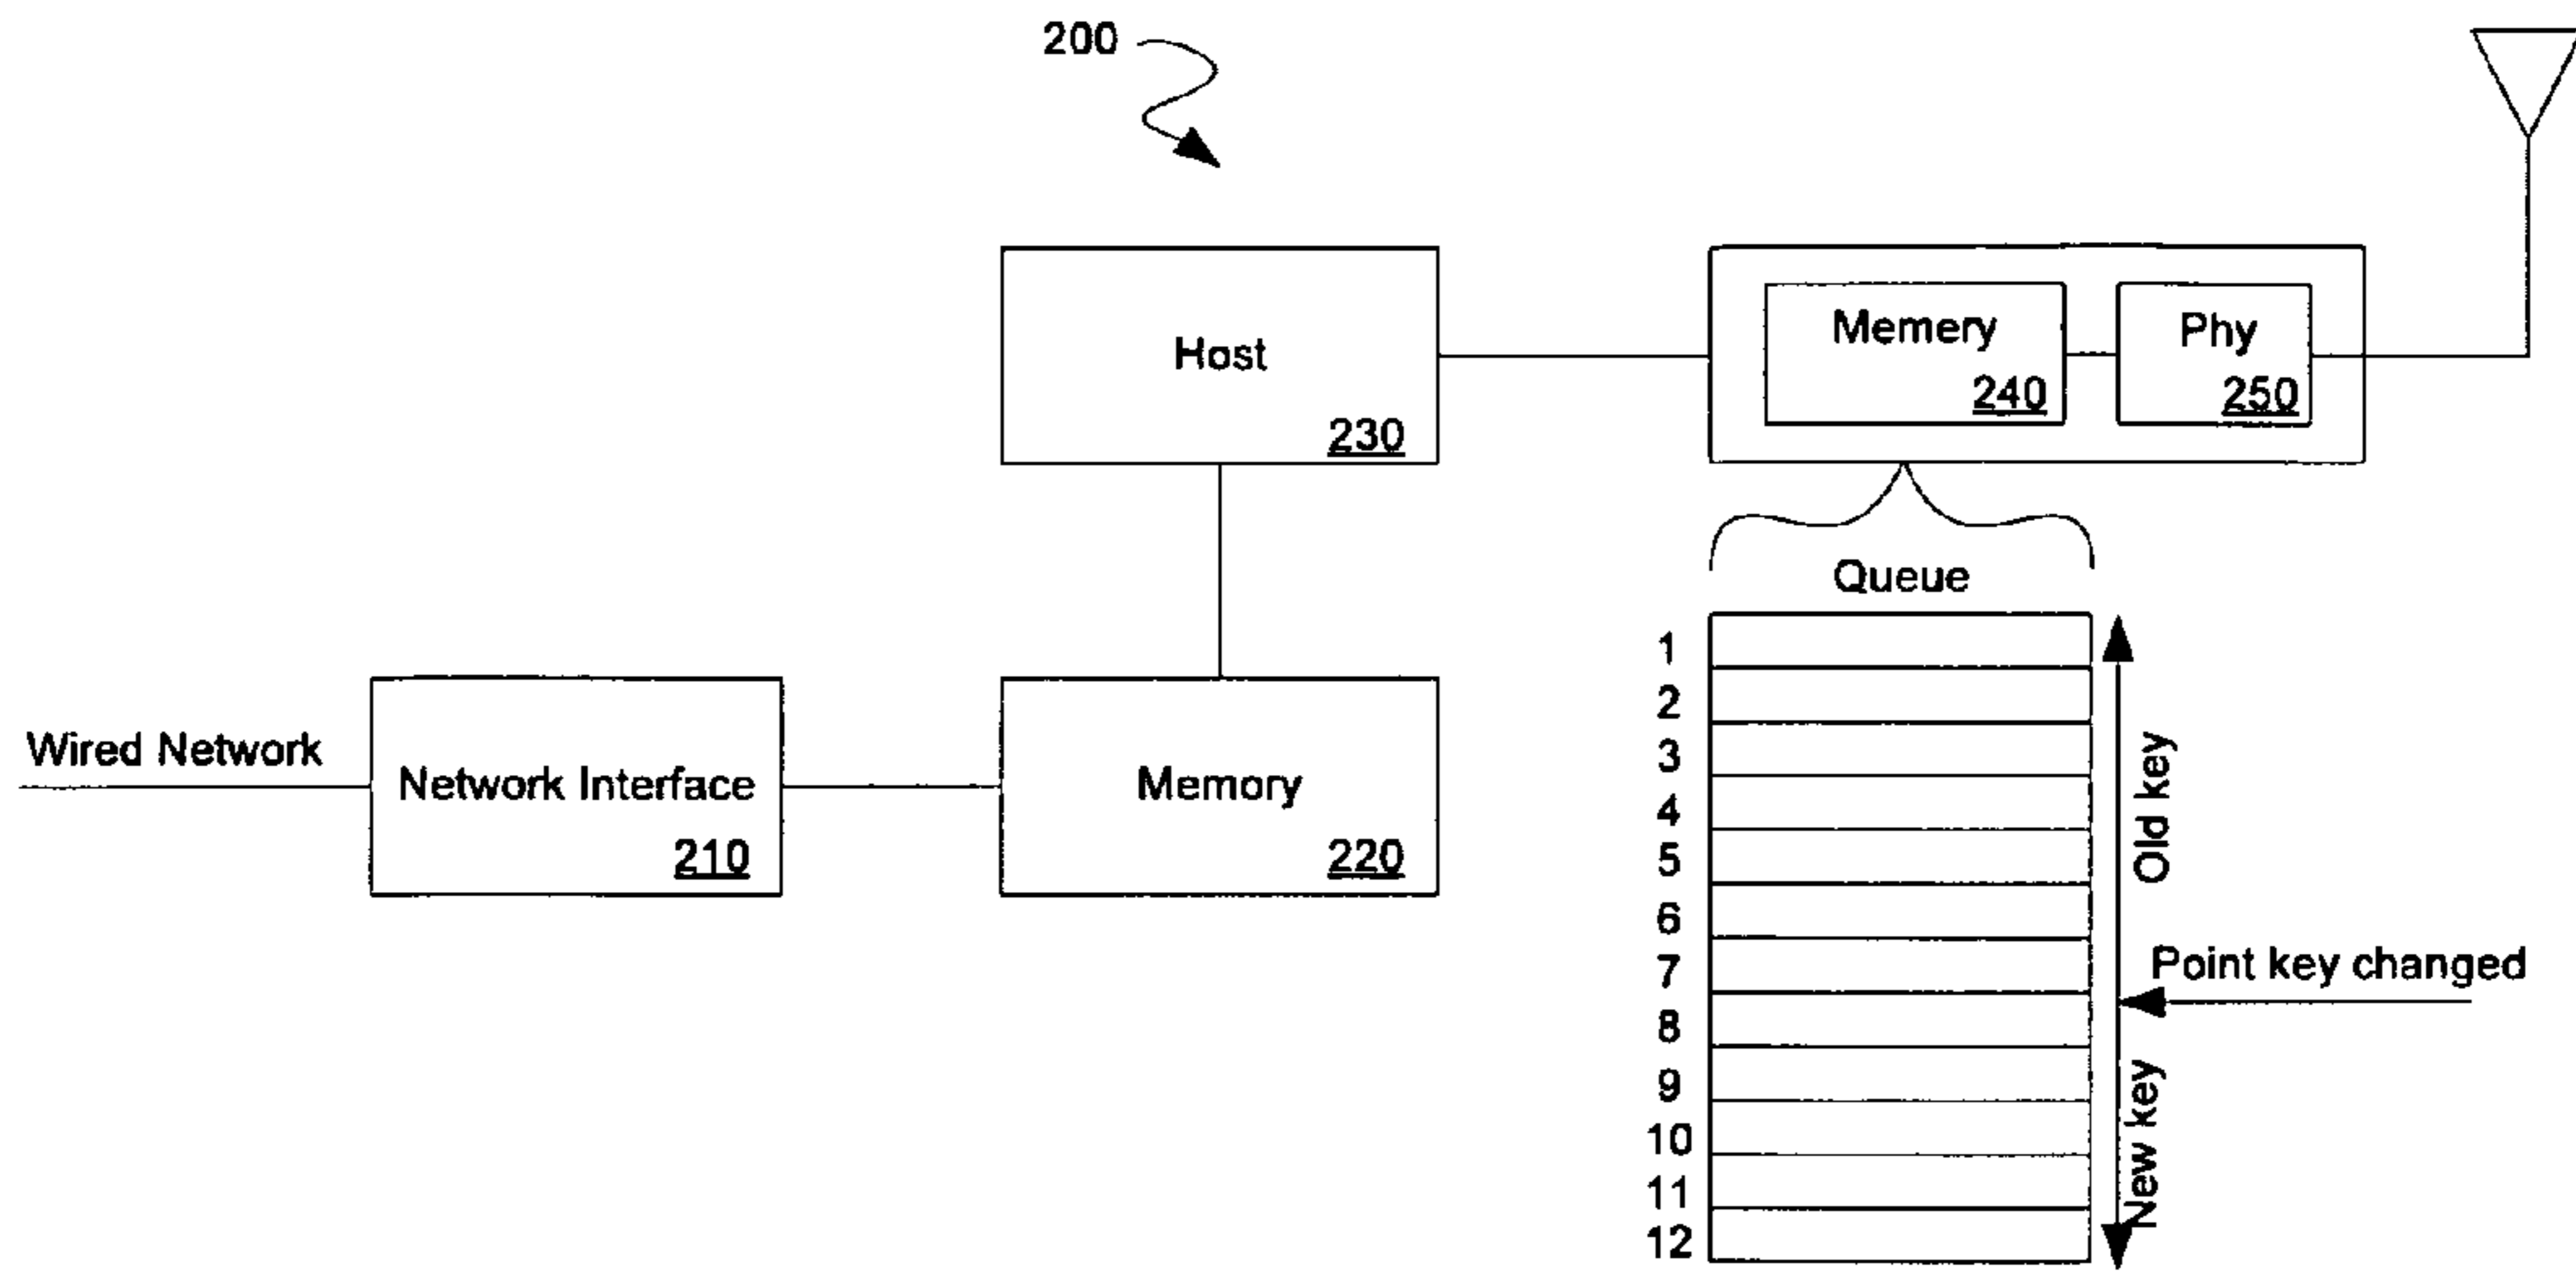 200
Host
230
Memery
240
Phy
250
Queue
Wired Network
Network Interface
210
Memory
220
1
2
3
4
5
6
7
8
9
10
11
12
Old key
Point key changed
New key